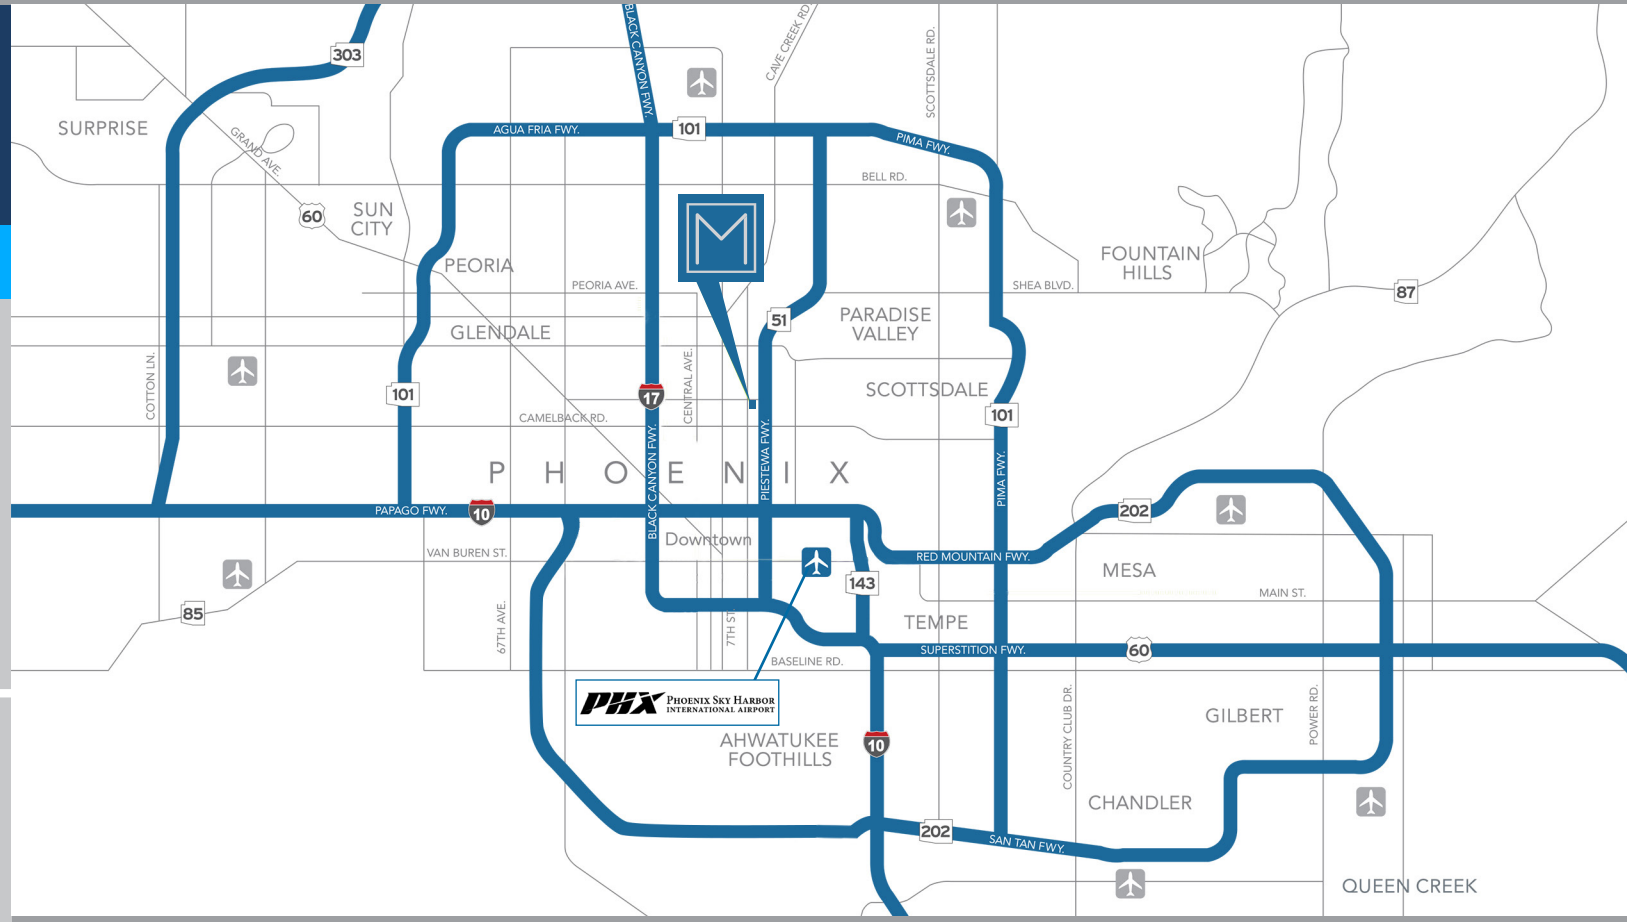 BLACK CANYON FWY.
CAVE CREEK RD.
SCOTTSDALE RD.
303
SURPRISE
GRAND AVE.
AGUA FRIA FWY.
101
PIMA FWY.
BELL RD.
60
SUN
CITY
M
PEORIA
FOUNTAIN
HILLS
PEORIA AVE.
SHEA BLVD.
87
51
PARADISE
VALLEY
GLENDALE
COTTON LN.
CENTRAL AVE.
SCOTTSDALE
101
17
101
CAMELBACK RD.
PHOENIX
BLACK CANYON FWY.
PIESTEWA FWY.
PIMA FWY.
PAPAGO FWY.
10
202
Downtown
VAN BUREN ST.
RED MOUNTAIN FWY.
MESA
143
MAIN ST.
85
67TH AVE.
7TH ST.
TEMPE
SUPERSTITION FWY.
60
BASELINE RD.
PHX
PHOENIX SKY HARBOR
INTERNATIONAL AIRPORT
COUNTRY CLUB DR.
GILBERT
POWER RD.
AHWATUKEE
FOOTHILLS
10
CHANDLER
202
SAN TAN FWY.
QUEEN CREEK